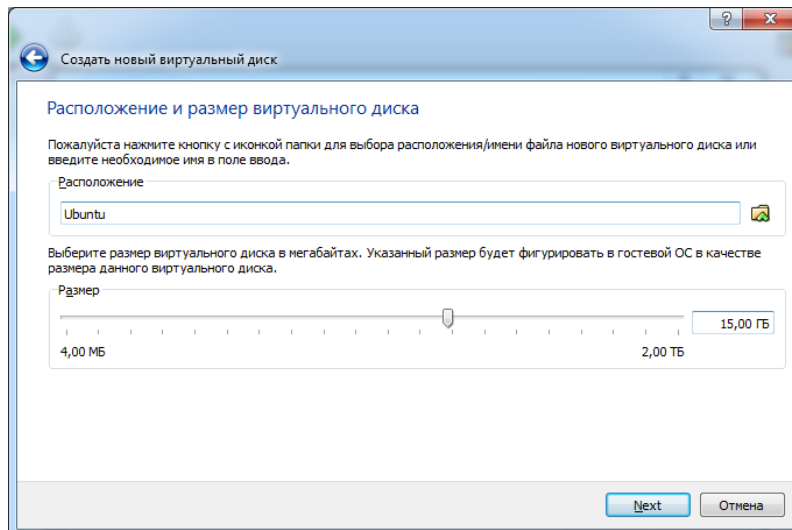 Создать новый виртуальный диск
Расположение и размер виртуального диска
Пожалуйста нажмите кнопку с иконкой папки для выбора расположения/имени файла нового виртуального диска или
введите необходимое имя в поле ввода.
Расположение
Ubuntu
Выберите размер виртуального диска в мегабайтах. Указанный размер будет фигурировать в гостевой ОС в качестве
размера данного виртуального диска.
Размер
15,00 ГБ
4,00 МБ 2,00 ТБ
Next Отмена